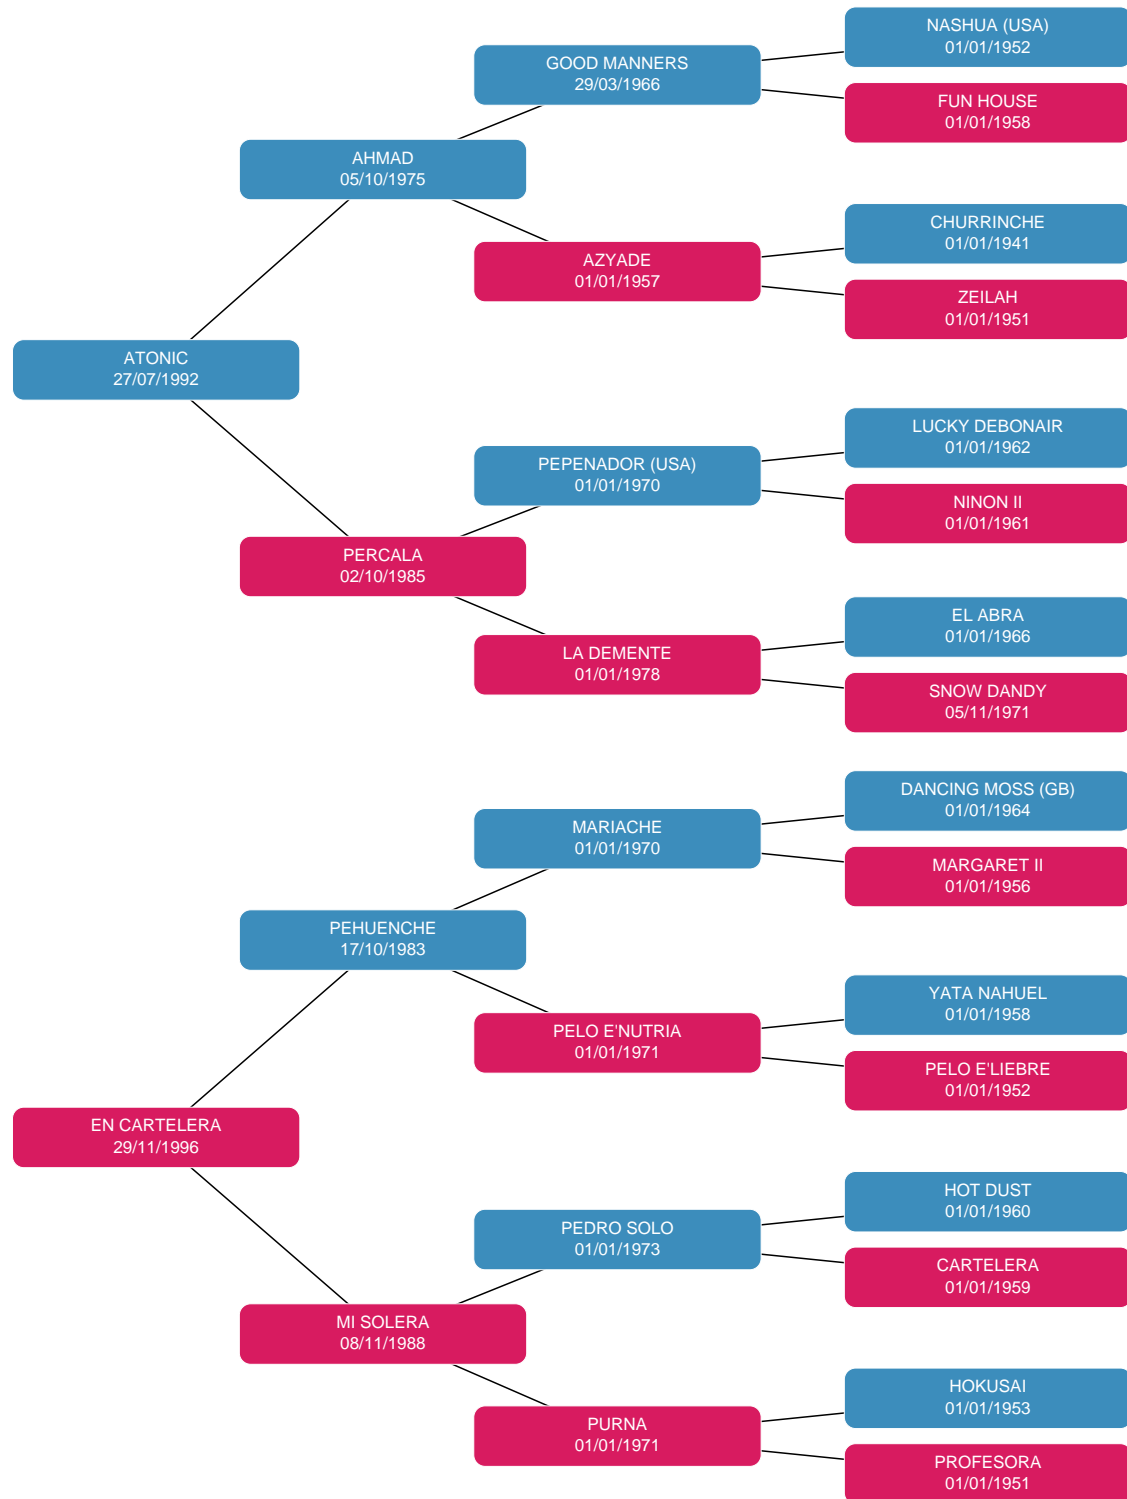 NASHUA (USA)
01/01/1952
GOOD MANNERS
29/03/1966
FUN HOUSE
01/01/1958
AHMAD
05/10/1975
CHURRINCHE
01/01/1941
AZYADE
01/01/1957
ZEILAH
01/01/1951
ATONIC
27/07/1992
LUCKY DEBONAIR
01/01/1962
PEPENADOR (USA)
01/01/1970
NINON II
01/01/1961
PERCALA
02/10/1985
EL ABRA
01/01/1966
LA DEMENTE
01/01/1978
SNOW DANDY
05/11/1971
DANCING MOSS (GB)
01/01/1964
MARIACHE
01/01/1970
MARGARET II
01/01/1956
PEHUENCHE
17/10/1983
YATA NAHUEL
01/01/1958
PELO E'NUTRIA
01/01/1971
PELO E'LIEBRE
01/01/1952
EN CARTELERA
29/11/1996
HOT DUST
01/01/1960
PEDRO SOLO
01/01/1973
CARTELERA
01/01/1959
MI SOLERA
08/11/1988
HOKUSAI
01/01/1953
PURNA
01/01/1971
PROFESORA
01/01/1951